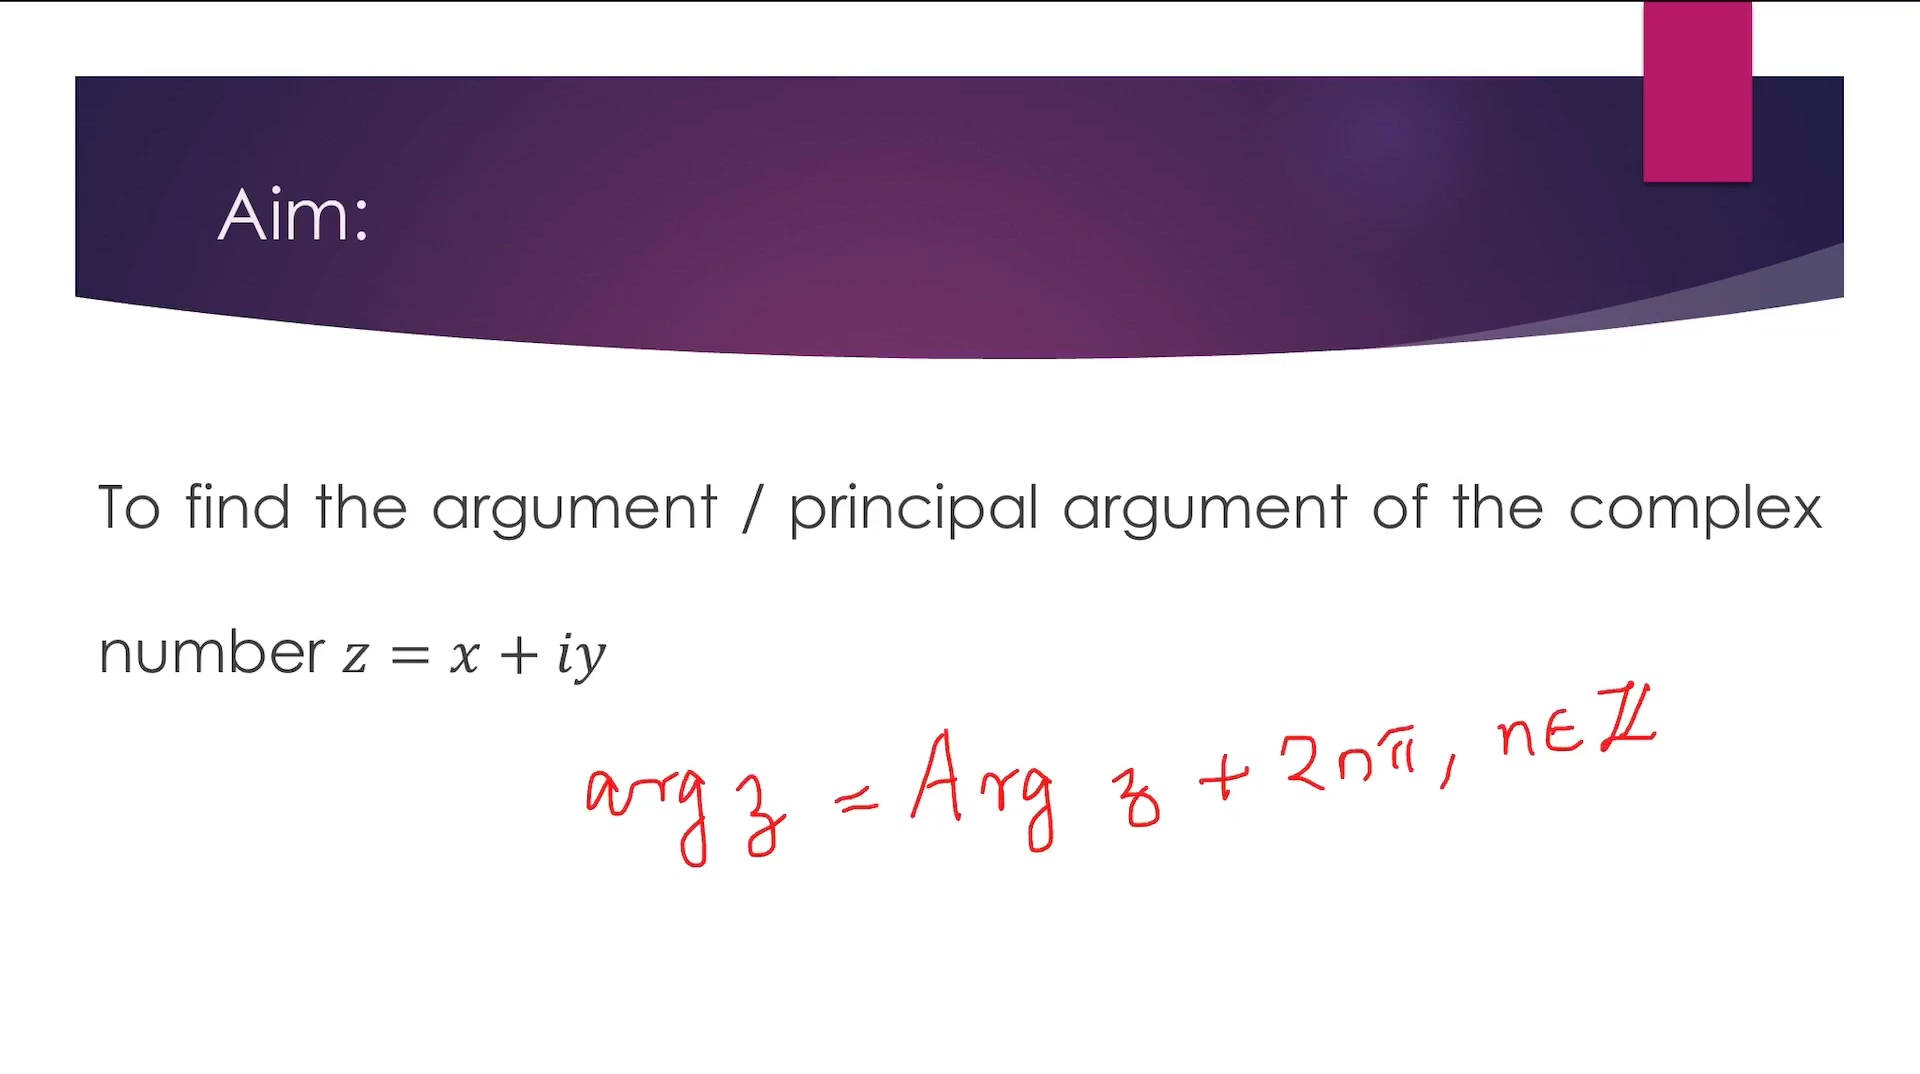 Aim:
To find the argument / principal argument of the complex
number z = x + iy
arg z = Arg z + 2nπ, n∈ℤ